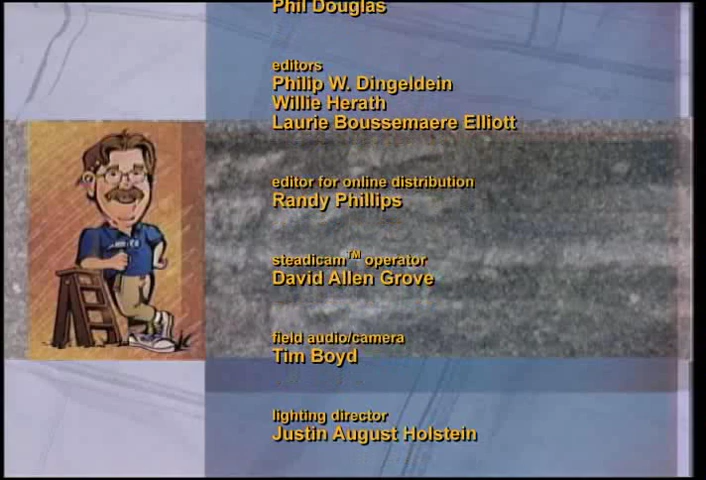 Phil Douglas
editors
Philip W. Dingeldein
Willie Herath
Laurie Boussemaere Elliott
editor for online distribution
Randy Phillips
steadicam™ operator
David Allen Grove
field audio/camera
Tim Boyd
lighting director
Justin August Holstein